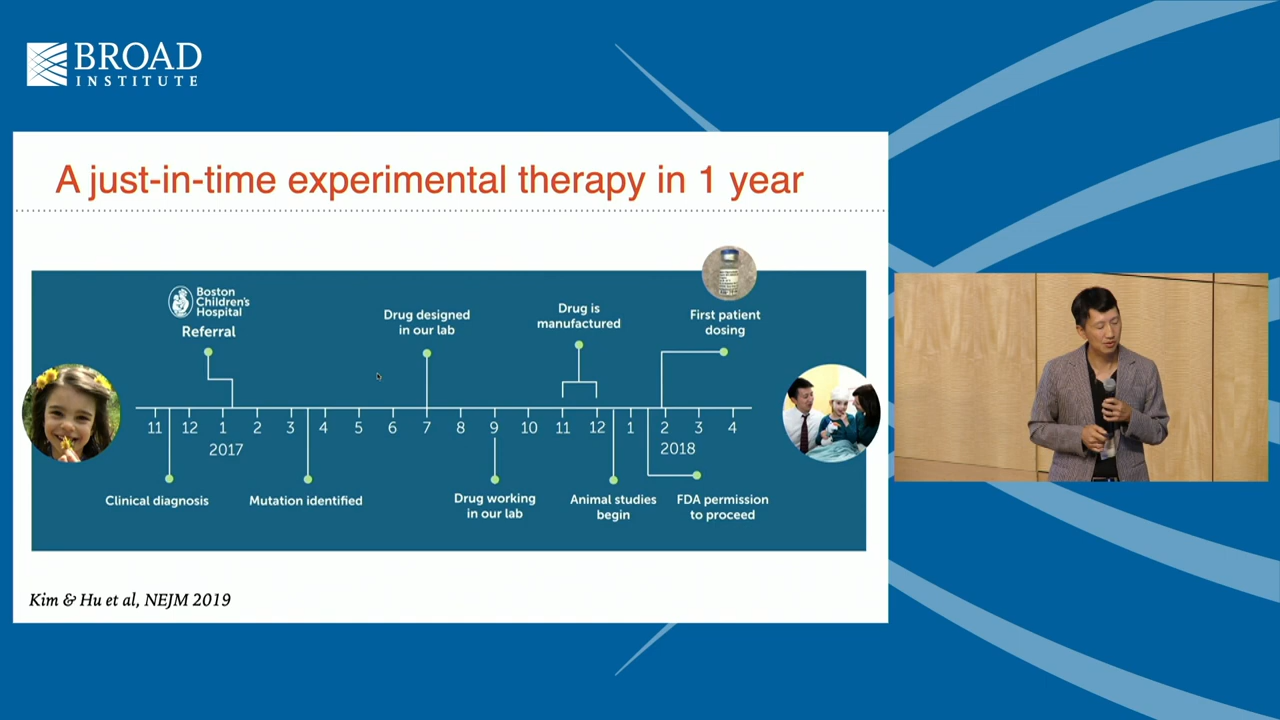 BROAD
INSTITUTE
A just-in-time experimental therapy in 1 year
Boston
Children's
Hospital
Referral
Drug designed
in our lab
Drug is
manufactured
First patient
dosing
11 12 1 2 3 4 5 6 7 8 9 10 11 12 1 2 3 4
2017
2018
Clinical diagnosis
Mutation identified
Drug working
in our lab
Animal studies
begin
FDA permission
to proceed
Kim & Hu et al, NEJM 2019